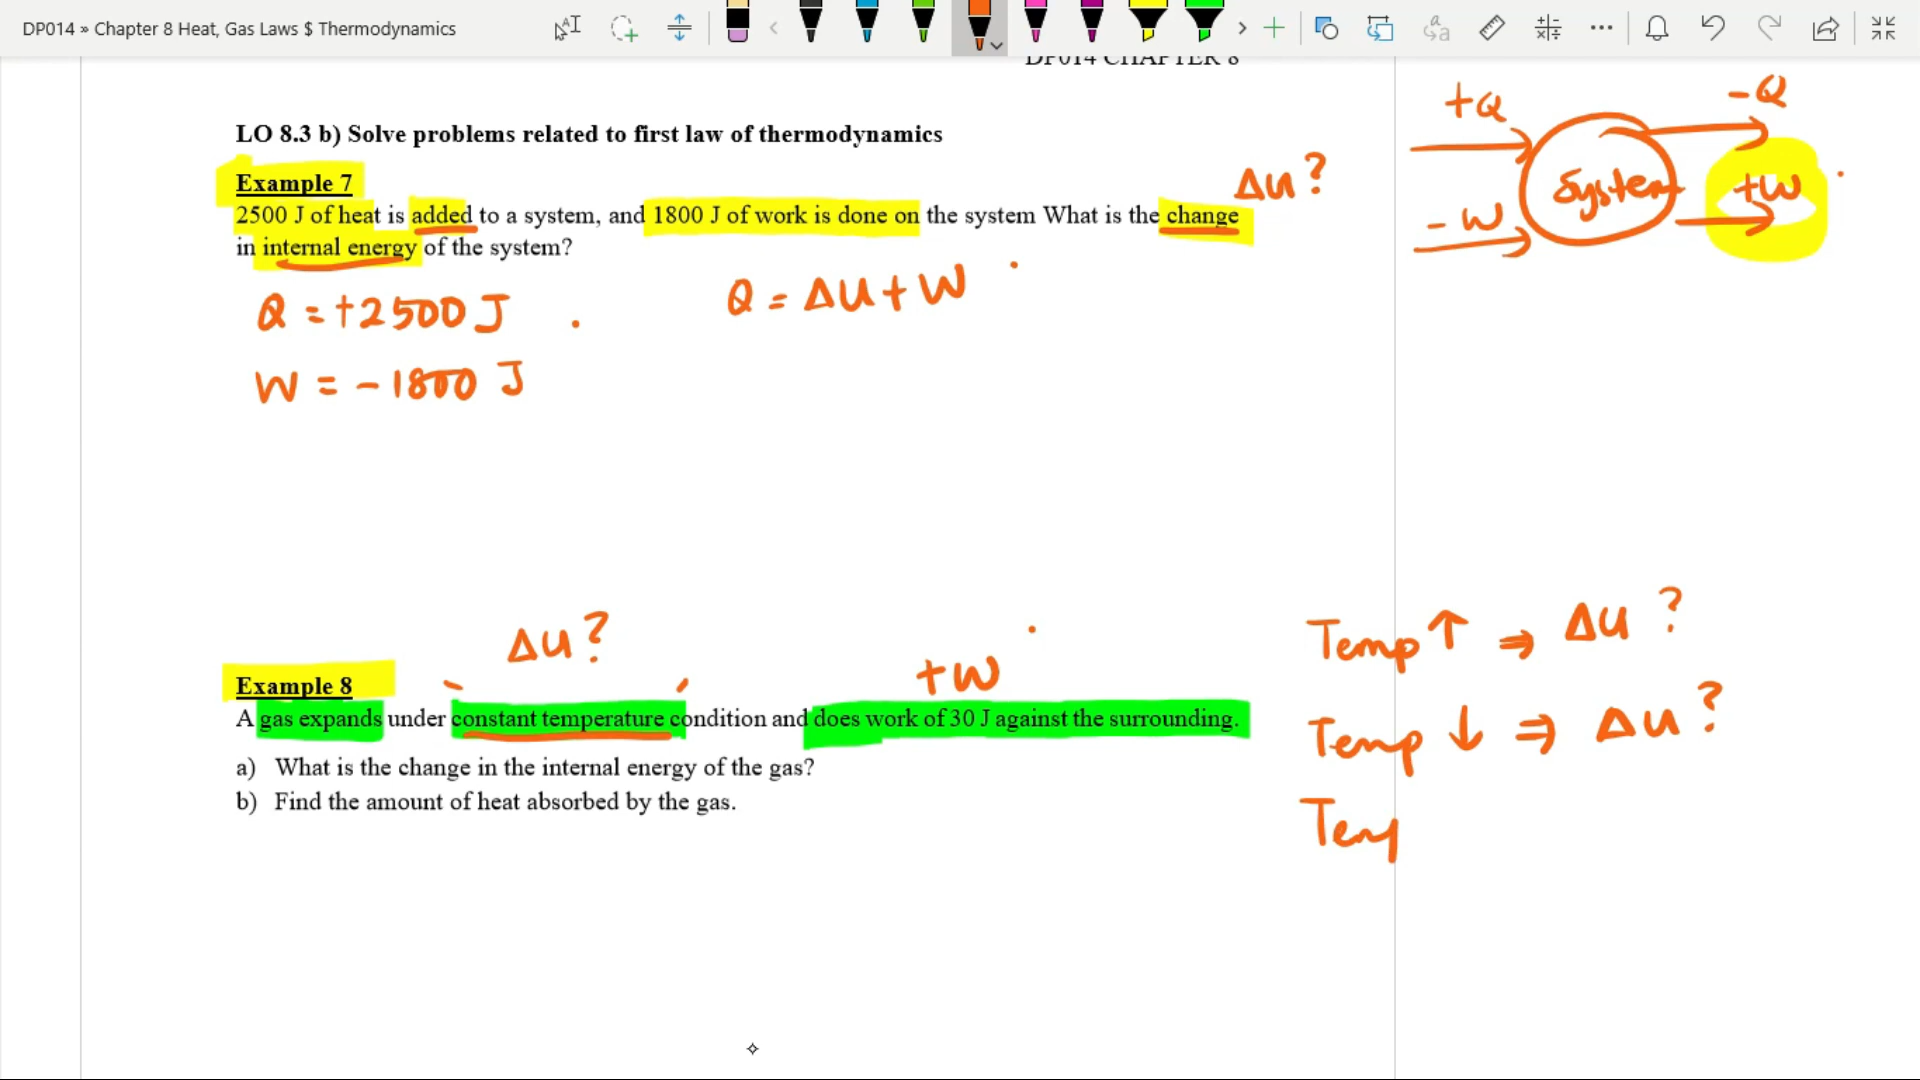 DP014 » Chapter 8 Heat, Gas Laws $ Thermodynamics
DP014 CHAPTER 8
LO 8.3 b) Solve problems related to first law of thermodynamics
Example 7
2500 J of heat is added to a system, and 1800 J of work is done on the system What is the change
in internal energy of the system?
Δu?
+Q
-Q
System
-W
+W
Q = +2500 J
Q = ΔU + W
W = -1800 J
Δu?
+W
Example 8
A gas expands under constant temperature condition and does work of 30 J against the surrounding.
a) What is the change in the internal energy of the gas?
b) Find the amount of heat absorbed by the gas.
Temp ↑ ⇒ Δu ?
Temp ↓ ⇒ Δu ?
Temp